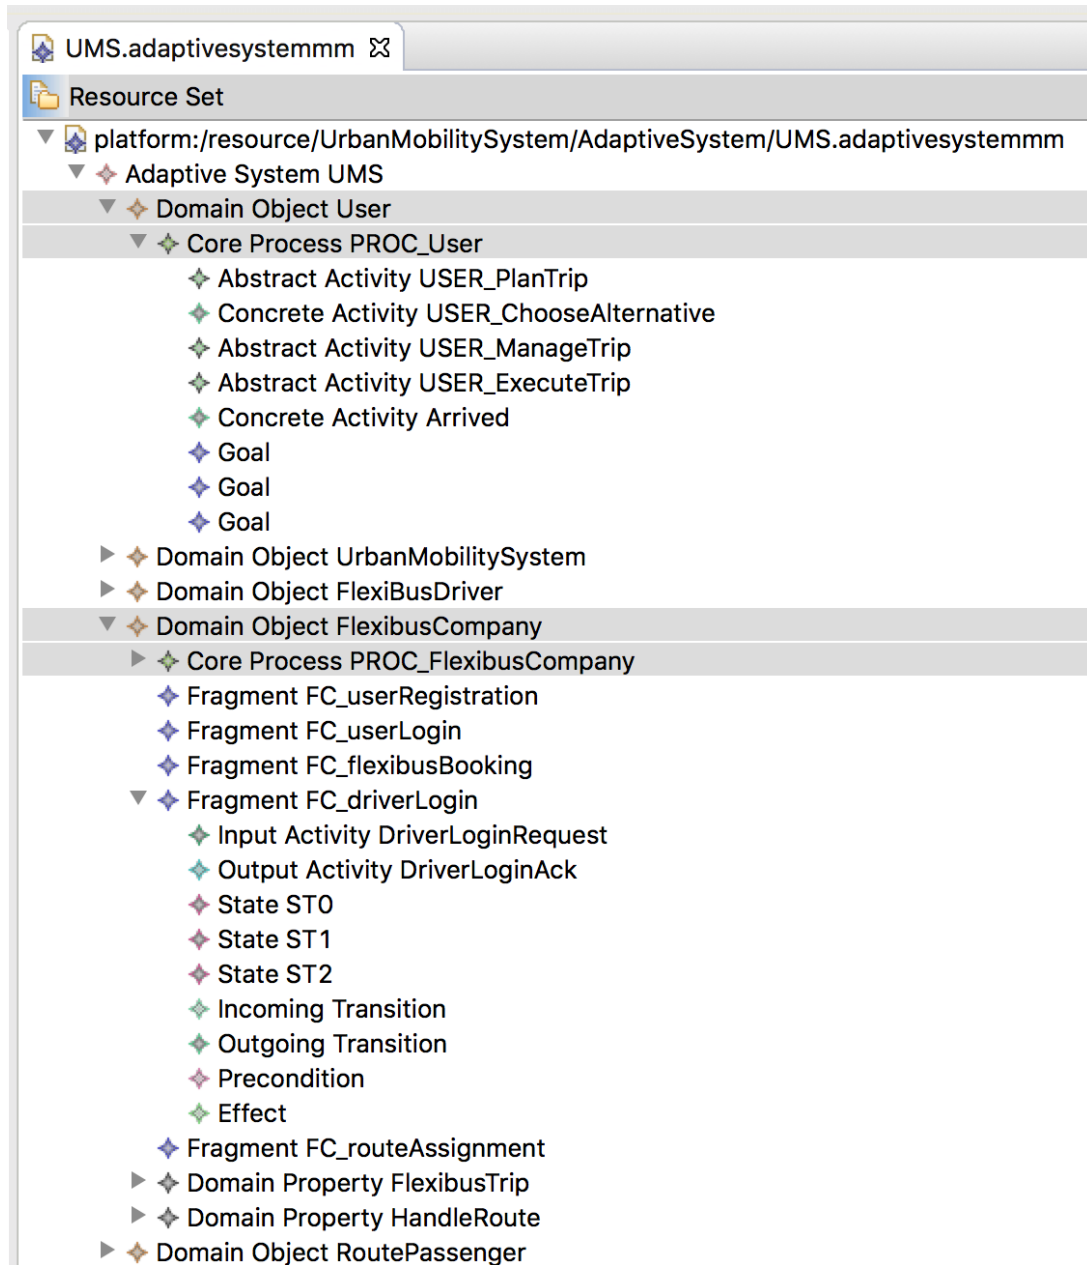 UMS.adaptivesystemmm
Resource Set
platform:/resource/UrbanMobilitySystem/AdaptiveSystem/UMS.adaptivesystemmm
Adaptive System UMS
Domain Object User
Core Process PROC_User
Abstract Activity USER_PlanTrip
Concrete Activity USER_ChooseAlternative
Abstract Activity USER_ManageTrip
Abstract Activity USER_ExecuteTrip
Concrete Activity Arrived
Goal
Goal
Goal
Domain Object UrbanMobilitySystem
Domain Object FlexiBusDriver
Domain Object FlexibusCompany
Core Process PROC_FlexibusCompany
Fragment FC_userRegistration
Fragment FC_userLogin
Fragment FC_flexibusBooking
Fragment FC_driverLogin
Input Activity DriverLoginRequest
Output Activity DriverLoginAck
State ST0
State ST1
State ST2
Incoming Transition
Outgoing Transition
Precondition
Effect
Fragment FC_routeAssignment
Domain Property FlexibusTrip
Domain Property HandleRoute
Domain Object RoutePassenger